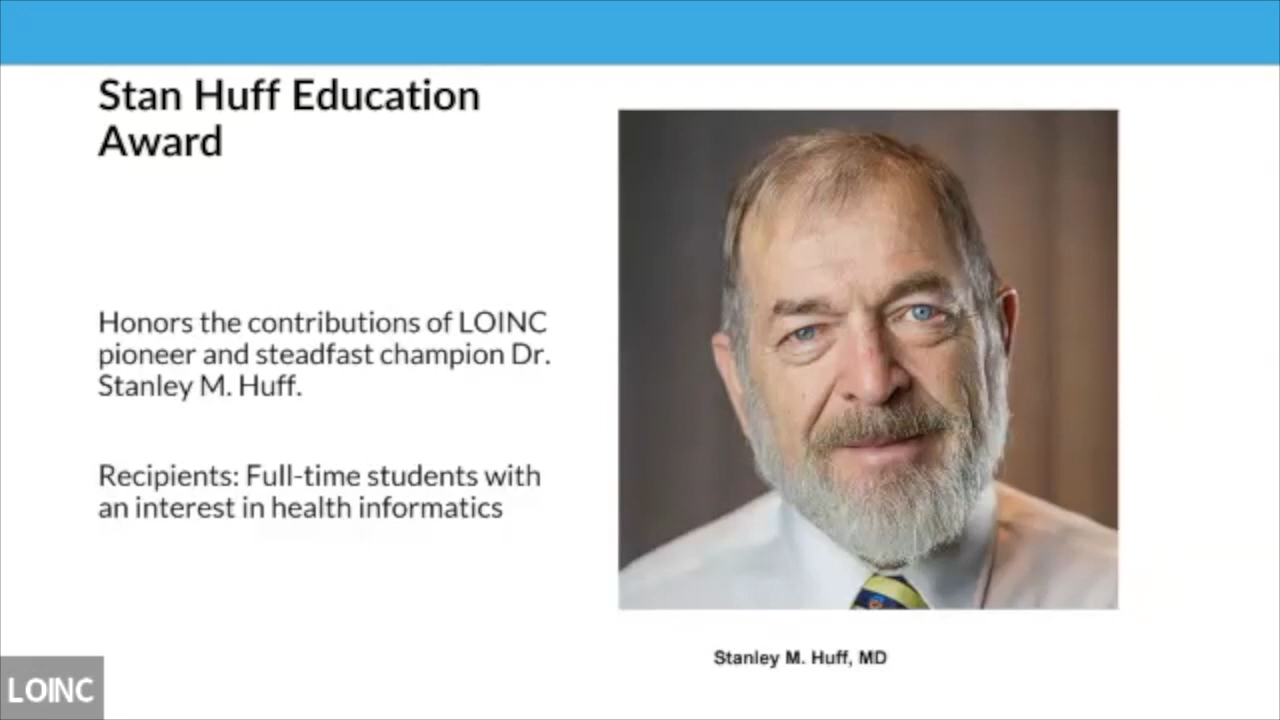 Stan Huff Education
Award
Honors the contributions of LOINC
pioneer and steadfast champion Dr.
Stanley M. Huff.
Recipients: Full-time students with
an interest in health informatics
Stanley M. Huff, MD
LOINC